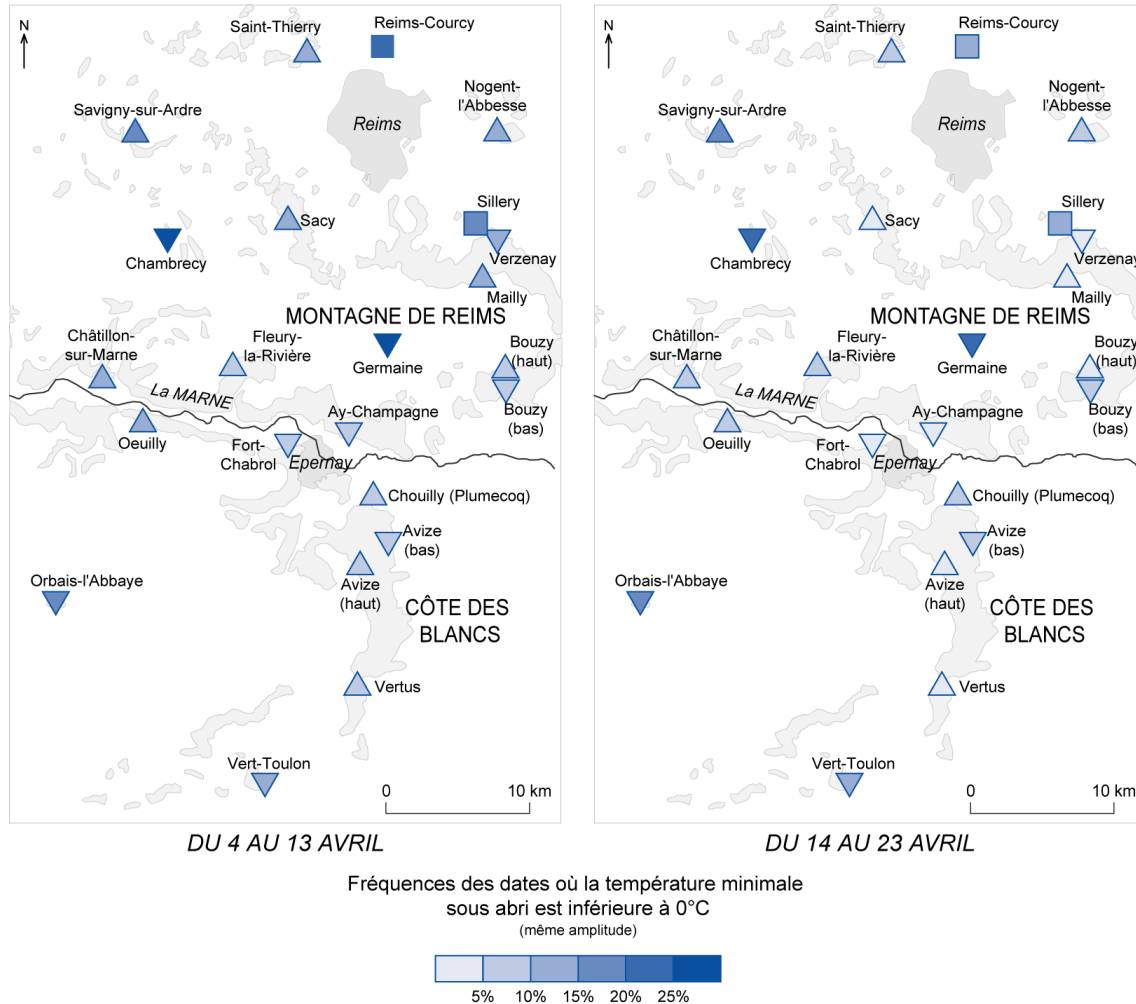 N
Saint-Thierry
Reims-Courcy
Nogent-
l'Abbesse
Savigny-sur-Ardre
Reims
Sacy
Sillery
Chambrecy
Verzenay
Mailly
MONTAGNE DE REIMS
Châtillon-
sur-Marne
Fleury-
la-Rivière
Germaine
Bouzy
(haut)
La MARNE
Ay-Champagne
Bouzy
(bas)
Oeuilly
Fort-
Chabrol
Epernay
Chouilly (Plumecoq)
Avize
(bas)
Orbais-l'Abbaye
Avize
(haut)
CÔTE DES
BLANCS
Vertus
Vert-Toulon
0 10 km
DU 4 AU 13 AVRIL
N
Saint-Thierry
Reims-Courcy
Nogent-
l'Abbesse
Savigny-sur-Ardre
Reims
Sacy
Sillery
Chambrecy
Verzenay
Mailly
MONTAGNE DE REIMS
Châtillon-
sur-Marne
Fleury-
la-Rivière
Germaine
Bouzy
(haut)
La MARNE
Ay-Champagne
Bouzy
(bas)
Oeuilly
Fort-
Chabrol
Epernay
Chouilly (Plumecoq)
Avize
(bas)
Orbais-l'Abbaye
Avize
(haut)
CÔTE DES
BLANCS
Vertus
Vert-Toulon
0 10 km
DU 14 AU 23 AVRIL
Fréquences des dates où la température minimale
sous abri est inférieure à 0°C
(même amplitude)
5% 10% 15% 20% 25%